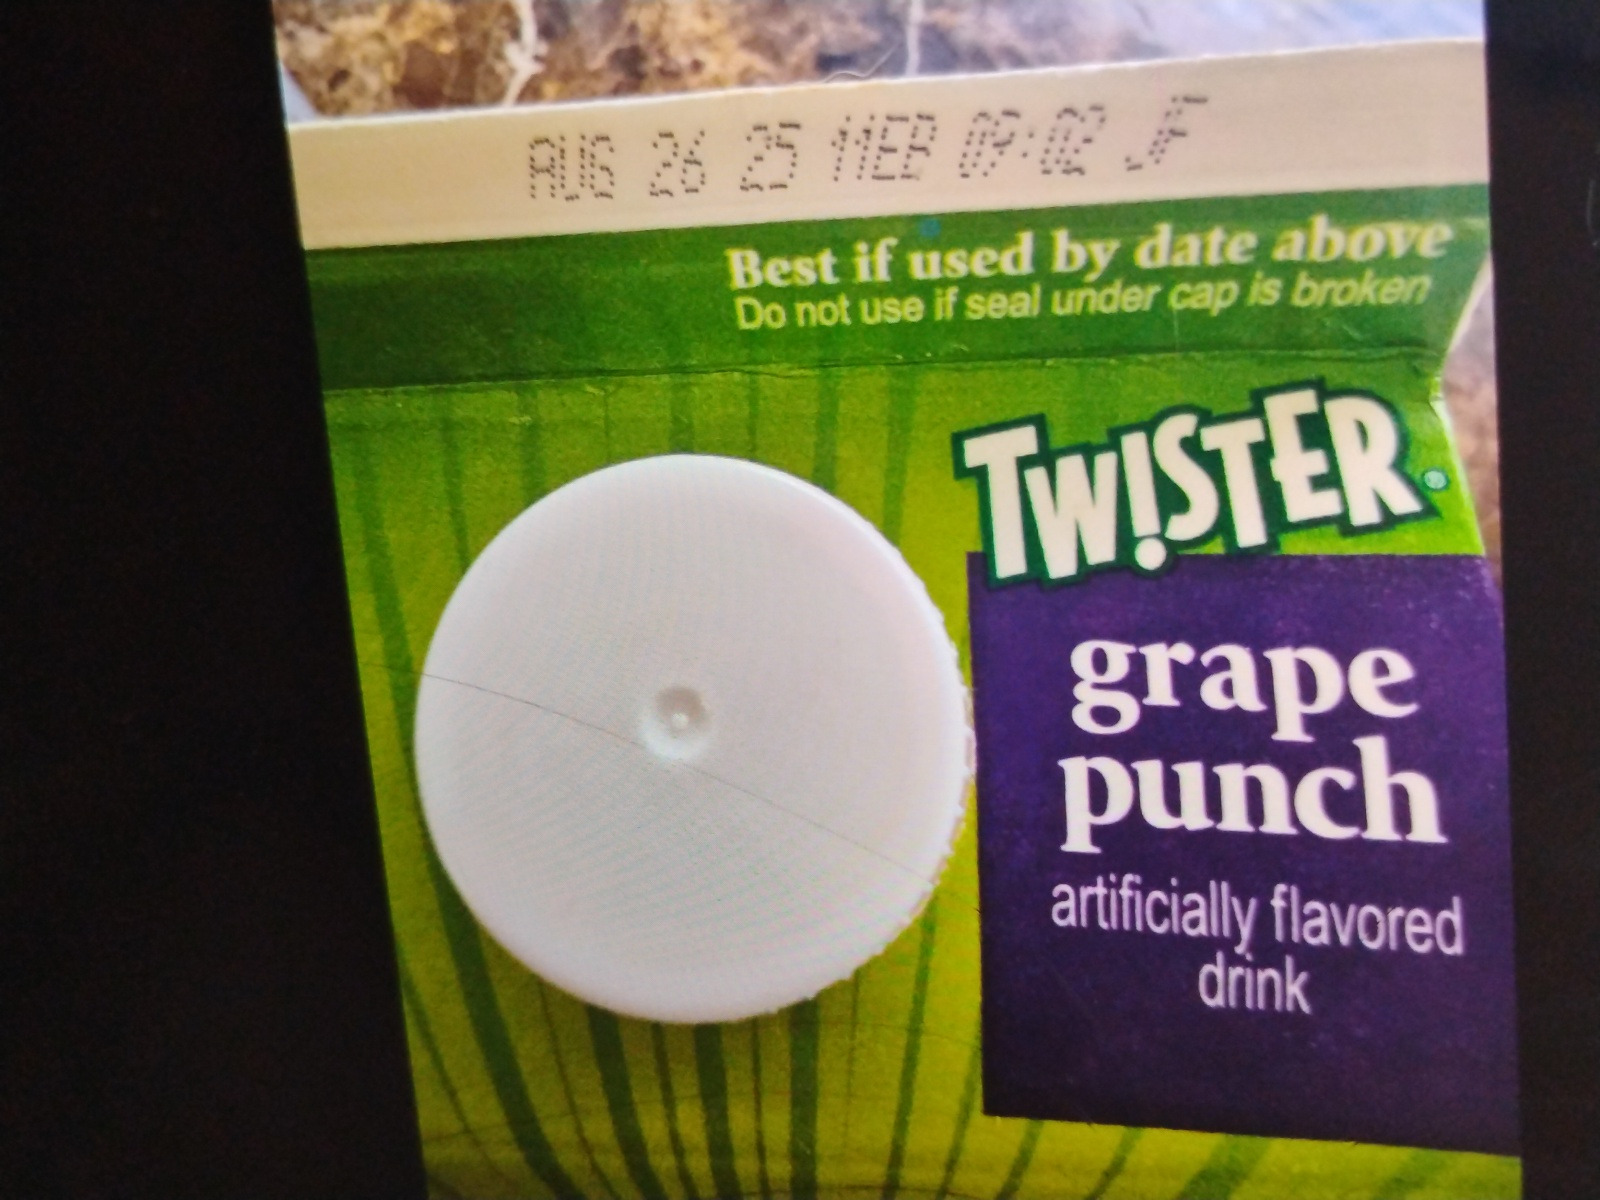 AUG 26 25 11EB 09:02 JF
Best if used by date above
Do not use if seal under cap is broken
TWiSTER®
grape
punch
artificially flavored
drink